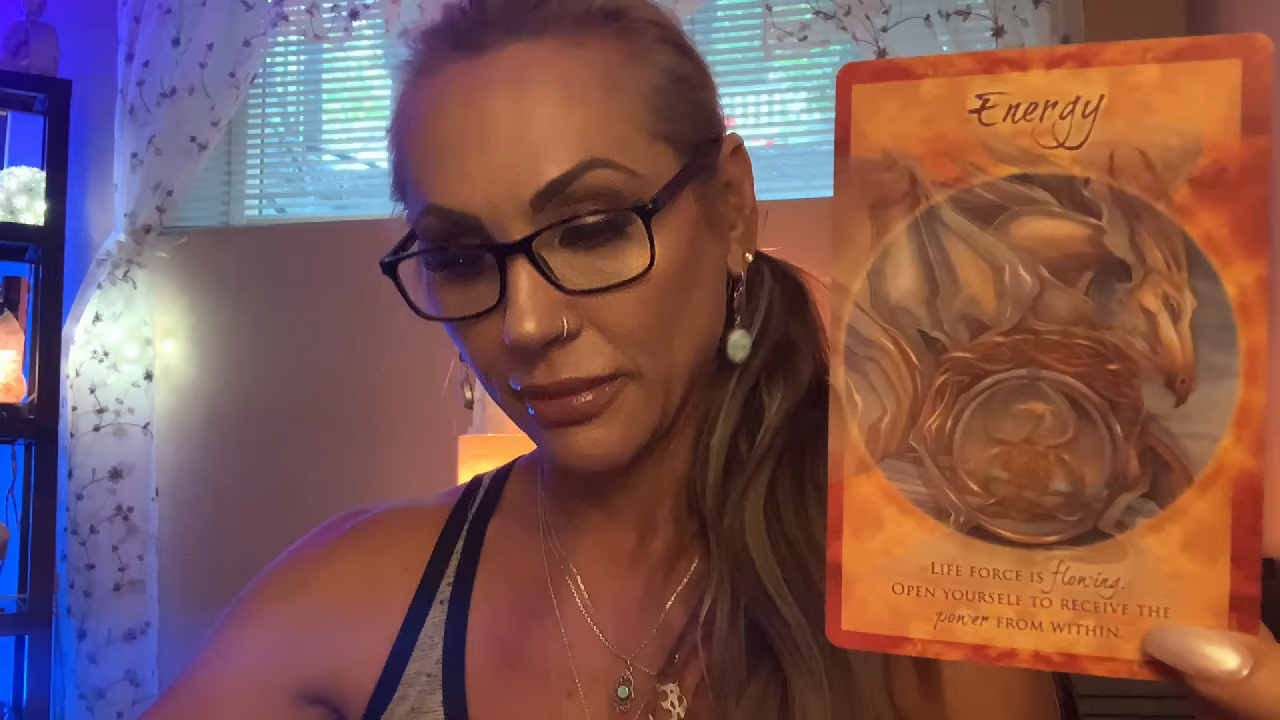 Energy
LIFE FORCE IS flowing.
OPEN YOURSELF TO RECEIVE THE
power FROM WITHIN.